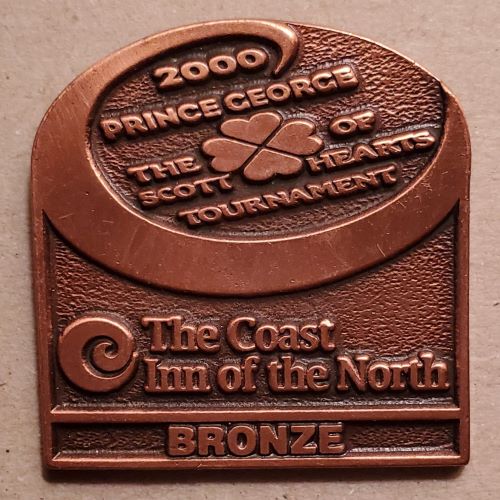 2000
PRINCE GEORGE
THE OF
SCOTT HEARTS
TOURNAMENT
The Coast
Inn of the North
BRONZE